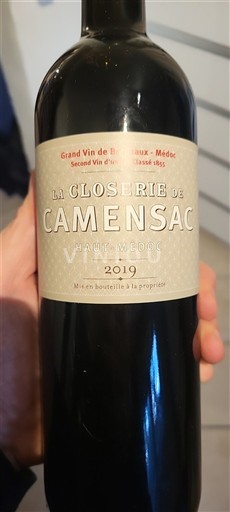 Grand Vin de Bordeaux - Médoc
Second Vin d'un Classé 1855
LA CLOSERIE DE
CAMENSAC
HAUT-MÉDOC
VINOU
2019
Mis en bouteille à la propriété